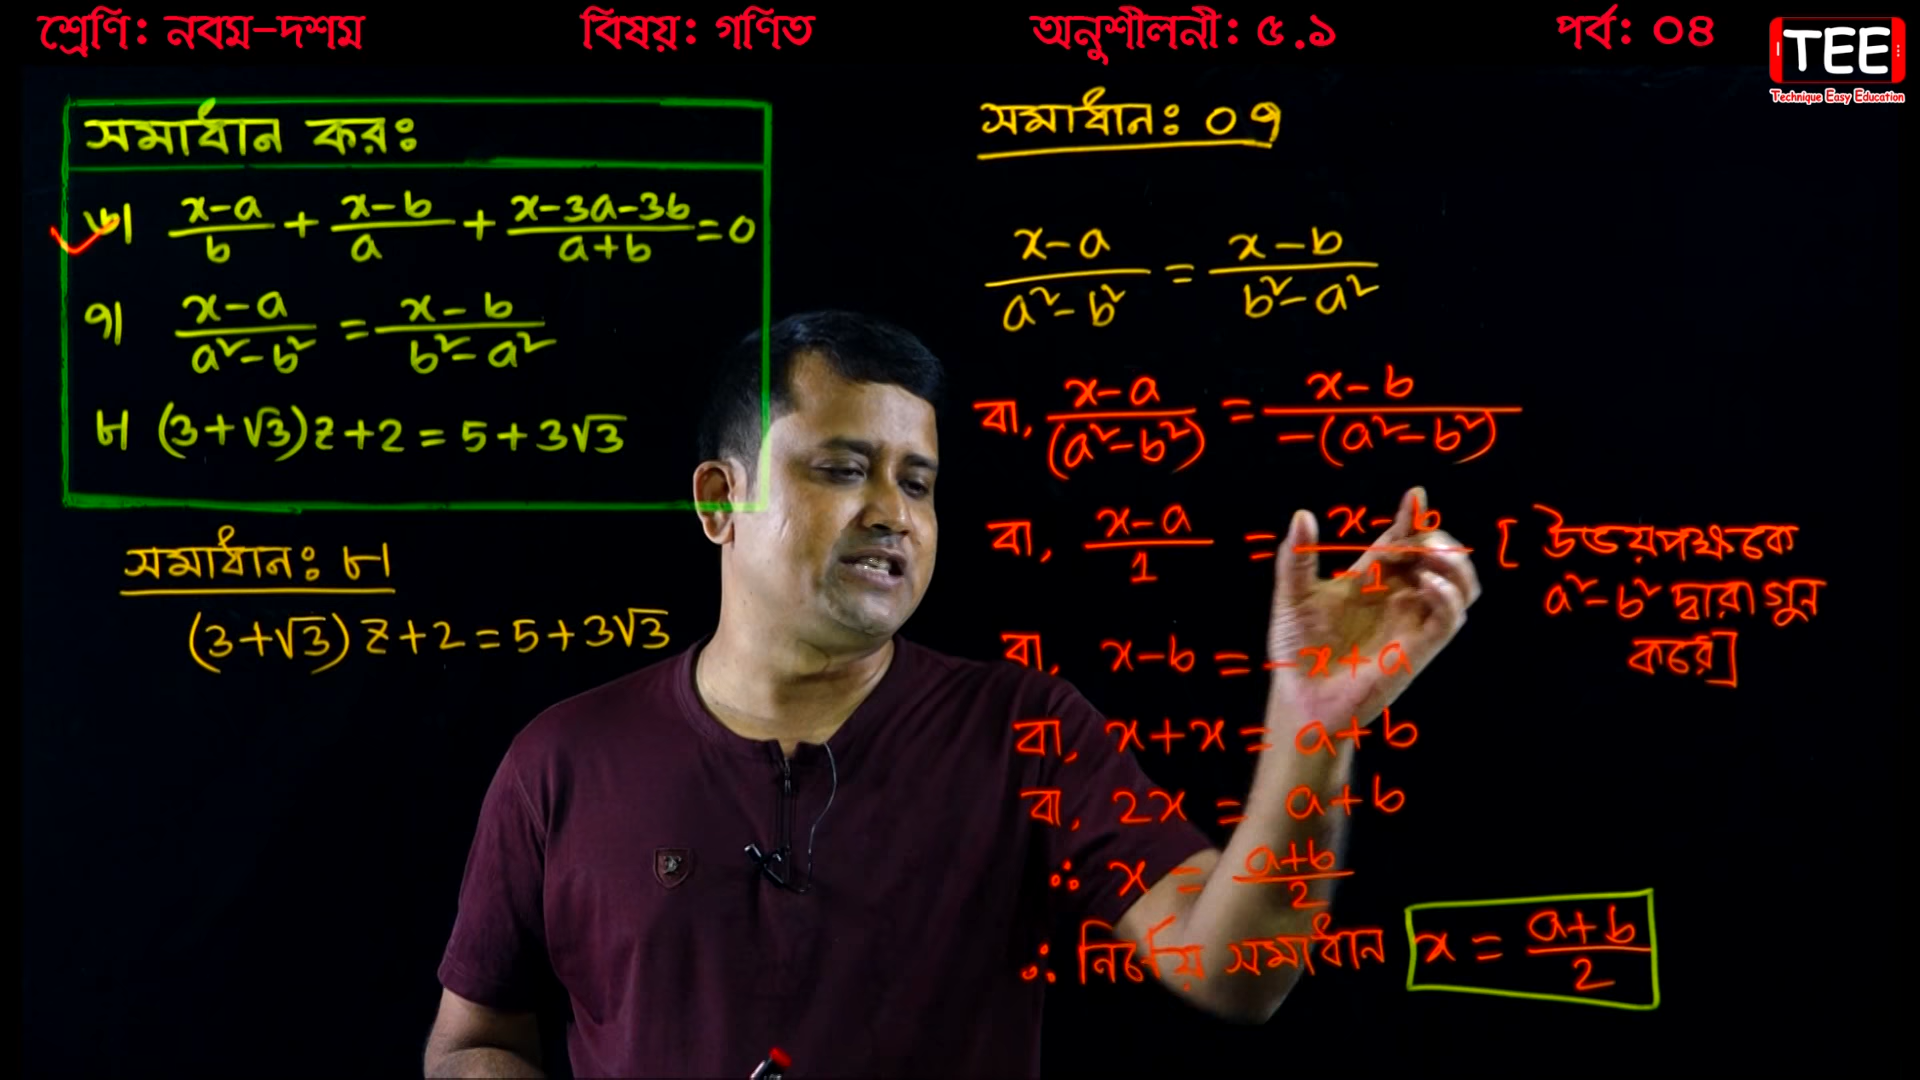 শ্রেণি: নবম-দশম বিষয়: গণিত অনুশীলনী: ৫.১ পর্ব: ০৪
TEE
Technique Easy Education
সমাধান কর:
৬। (x-a)/b + (x-b)/a + (x-3a-3b)/(a+b) = 0
৭। (x-a)/(a²-b²) = (x-b)/(b²-a²)
৮। (3+√3)z+2=5+3√3
সমাধান: ৮।
(3+√3)z+2=5+3√3
সমাধান: ০৭
(x-a)/(a²-b²) = (x-b)/(b²-a²)
বা, (x-a)/(a²-b²) = (x-b)/-(a²-b²)
বা, (x-a)/1 = (x-b)/-1 [উভয়পক্ষকে
a²-b² দ্বারা গুন
করে]
বা, x-b = -x+a
বা, x+x = a+b
বা, 2x = a+b
∴ x = (a+b)/2
∴ নির্ণেয় সমাধান x = (a+b)/2